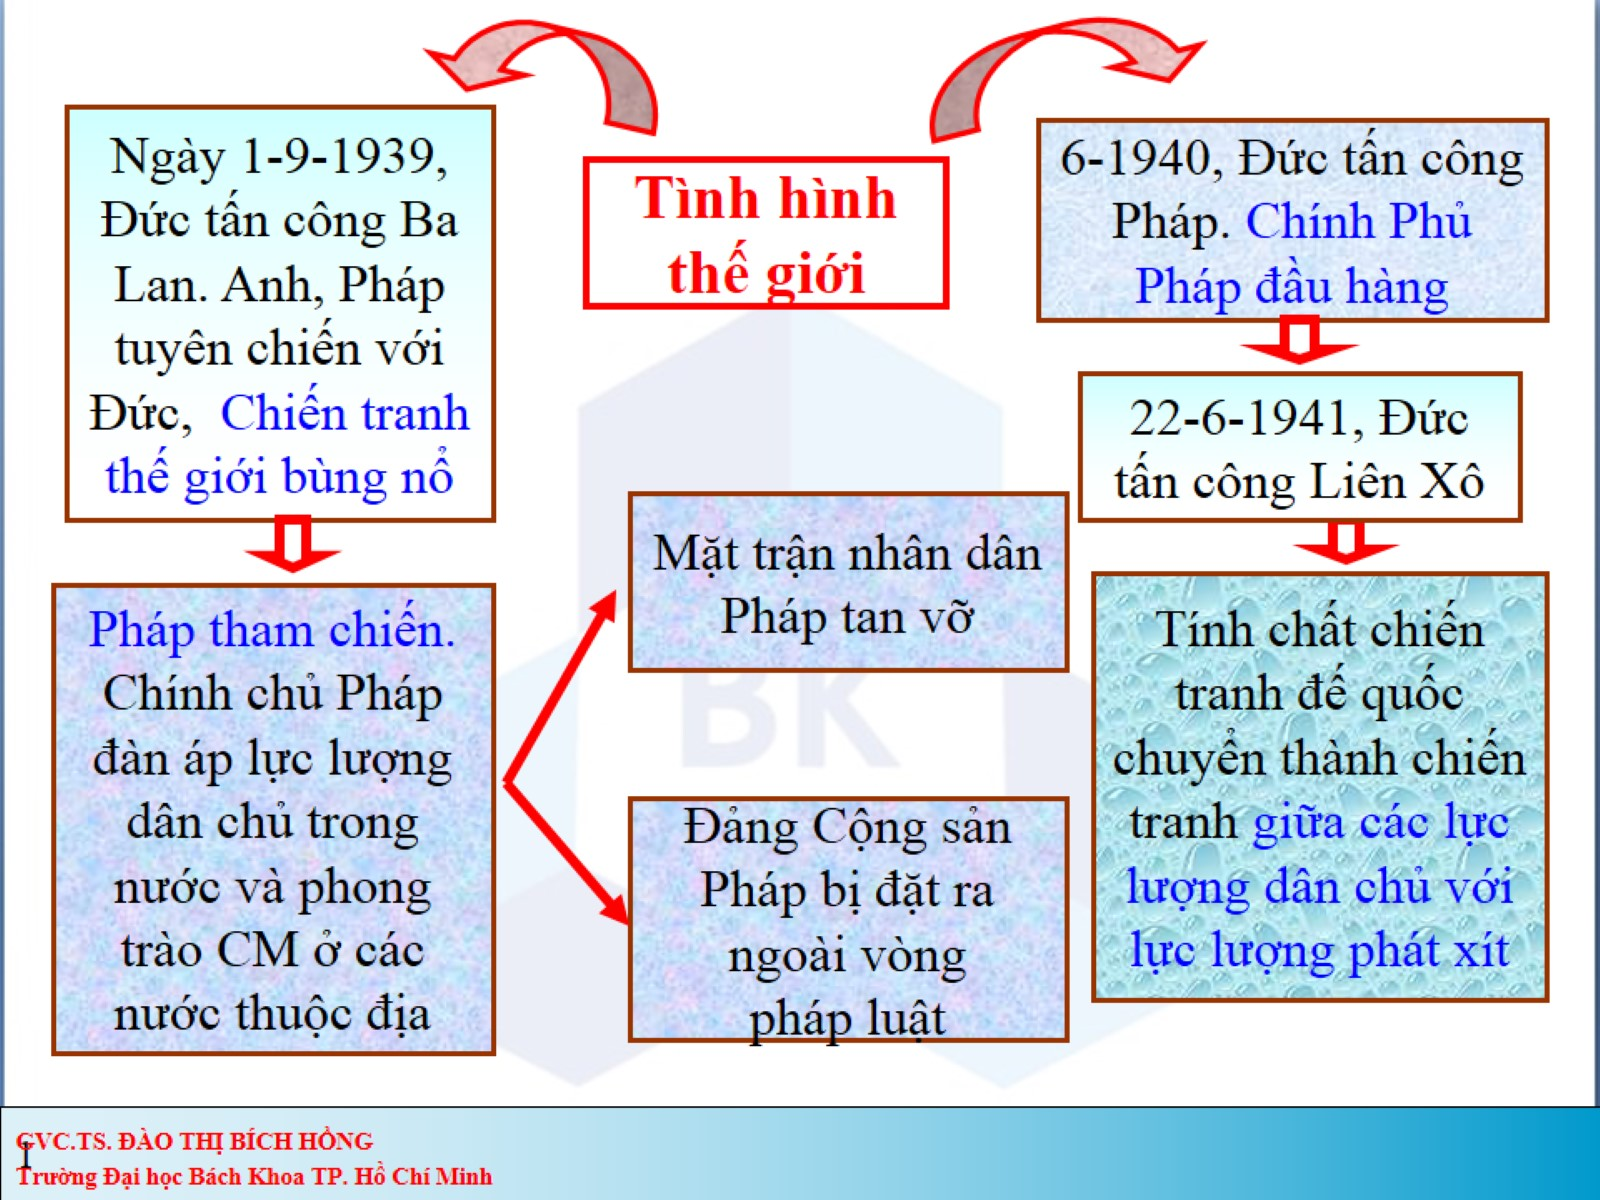 Tình hình
thế giới
Ngày 1-9-1939,
Đức tấn công Ba
Lan. Anh, Pháp
tuyên chiến với
Đức, Chiến tranh
thế giới bùng nổ
Pháp tham chiến.
Chính chủ Pháp
đàn áp lực lượng
dân chủ trong
nước và phong
trào CM ở các
nước thuộc địa
Mặt trận nhân dân
Pháp tan vỡ
Đảng Cộng sản
Pháp bị đặt ra
ngoài vòng
pháp luật
6-1940, Đức tấn công
Pháp. Chính Phủ
Pháp đầu hàng
22-6-1941, Đức
tấn công Liên Xô
Tính chất chiến
tranh đế quốc
chuyển thành chiến
tranh giữa các lực
lượng dân chủ với
lực lượng phát xít
BK
GVC.TS. ĐÀO THỊ BÍCH HỒNG
1
Trường Đại học Bách Khoa TP. Hồ Chí Minh